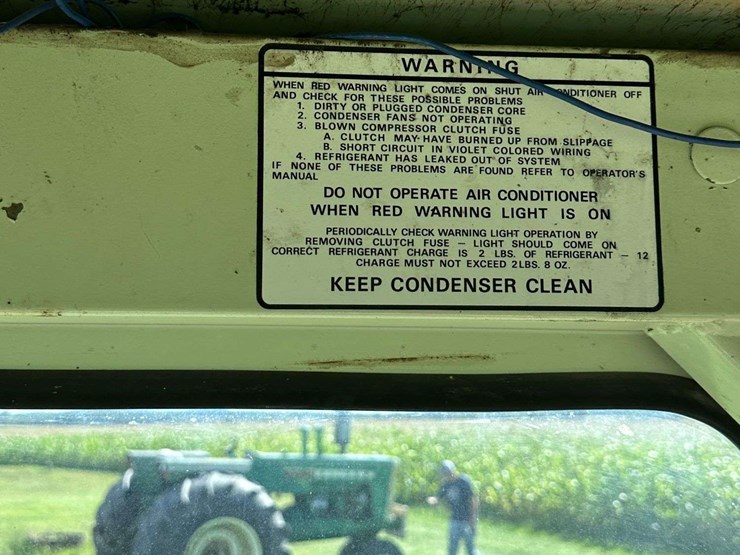 WARNING
WHEN RED WARNING LIGHT COMES ON SHUT AIR CONDITIONER OFF
AND CHECK FOR THESE POSSIBLE PROBLEMS
1. DIRTY OR PLUGGED CONDENSER CORE
2. CONDENSER FANS NOT OPERATING
3. BLOWN COMPRESSOR CLUTCH FUSE
A. CLUTCH MAY HAVE BURNED UP FROM SLIPPAGE
B. SHORT CIRCUIT IN VIOLET COLORED WIRING
4. REFRIGERANT HAS LEAKED OUT OF SYSTEM
IF NONE OF THESE PROBLEMS ARE FOUND REFER TO OPERATOR'S
MANUAL
DO NOT OPERATE AIR CONDITIONER
WHEN RED WARNING LIGHT IS ON
PERIODICALLY CHECK WARNING LIGHT OPERATION BY
REMOVING CLUTCH FUSE — LIGHT SHOULD COME ON
CORRECT REFRIGERANT CHARGE IS 2 LBS. OF REFRIGERANT — 12
CHARGE MUST NOT EXCEED 2 LBS. 8 OZ.
KEEP CONDENSER CLEAN